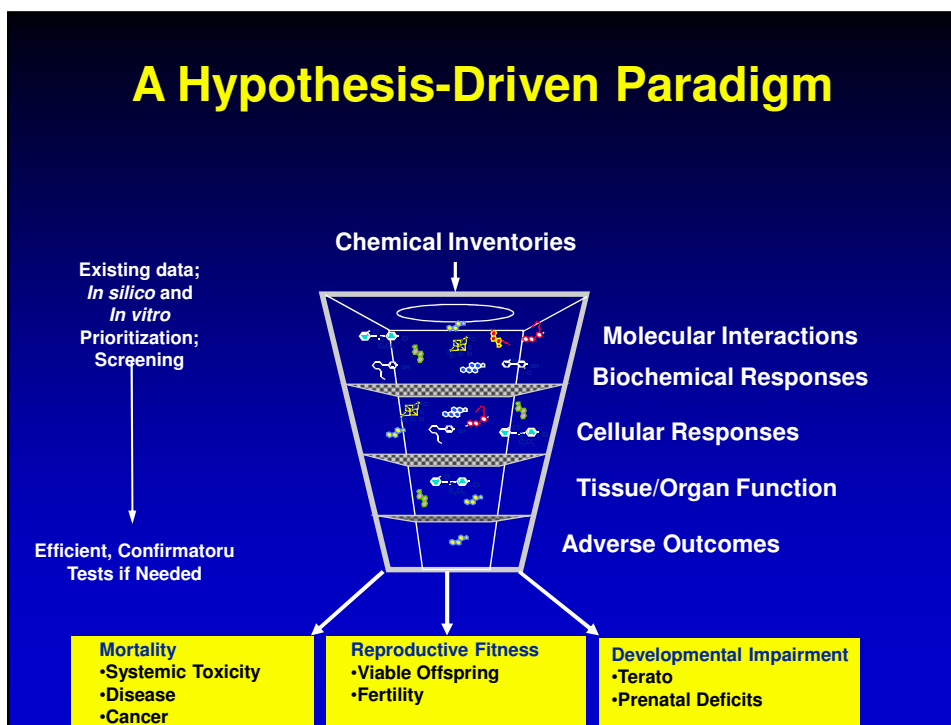 A Hypothesis-Driven Paradigm
Chemical Inventories
Existing data;
In silico and
In vitro
Prioritization;
Screening
Molecular Interactions
Biochemical Responses
Cellular Responses
Tissue/Organ Function
Adverse Outcomes
Efficient, Confirmatoru
Tests if Needed
Mortality
•Systemic Toxicity
•Disease
•Cancer
Reproductive Fitness
•Viable Offspring
•Fertility
Developmental Impairment
•Terato
•Prenatal Deficits